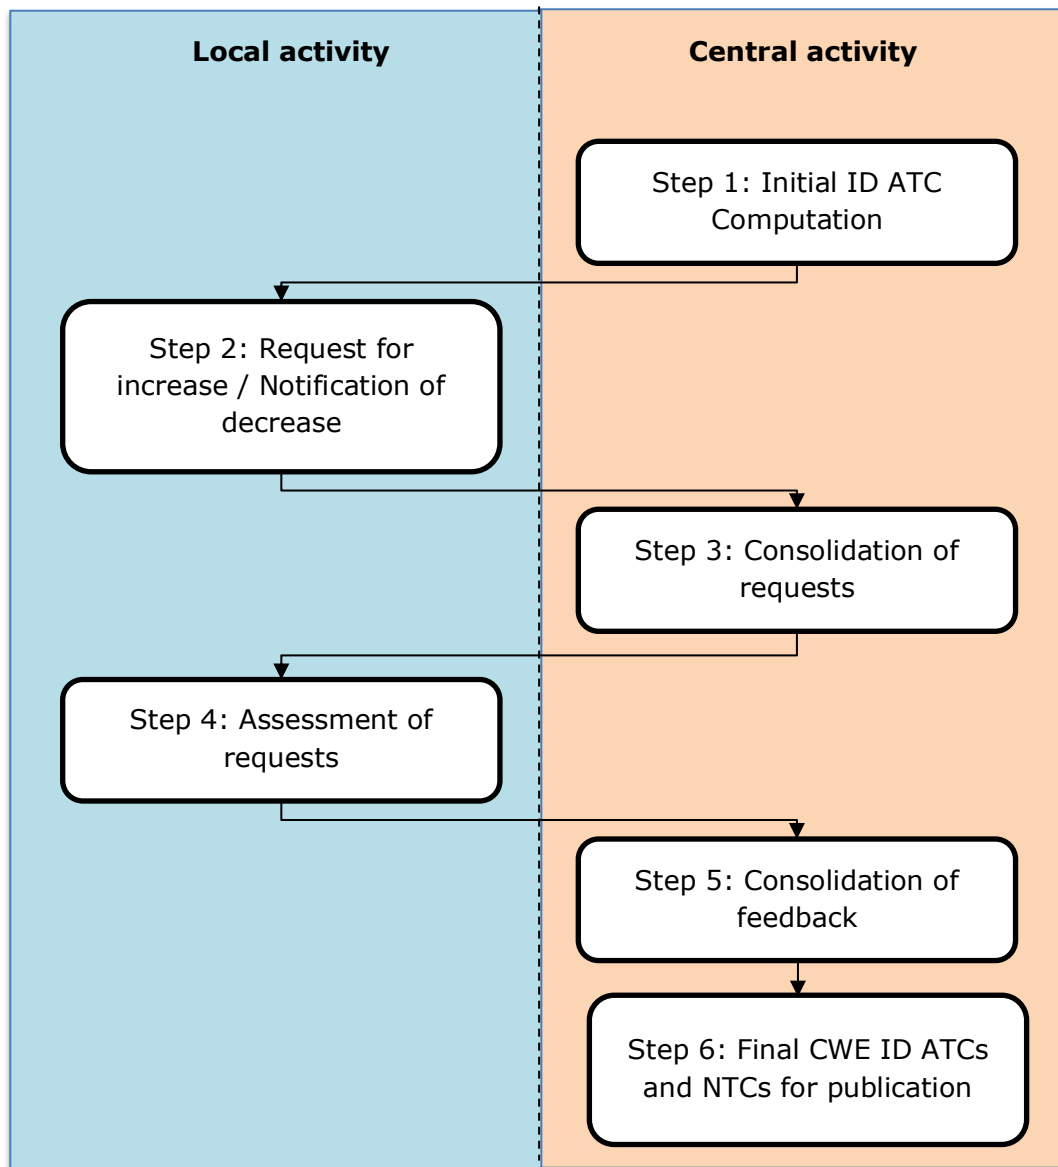 Local activity
Central activity
Step 1: Initial ID ATC
Computation
Step 2: Request for
increase / Notification of
decrease
Step 3: Consolidation of
requests
Step 4: Assessment of
requests
Step 5: Consolidation of
feedback
Step 6: Final CWE ID ATCs
and NTCs for publication